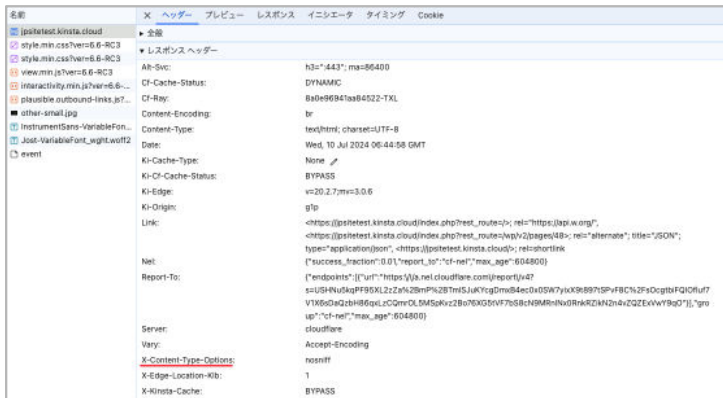 名前
ヘッダー プレビュー レスポンス イニシエータ タイミング Cookie
jpsitetest.kinsta.cloud
style.min.css?ver=6.6-RC3
style.min.css?ver=6.6-RC3
view.min.js?ver=6.6-RC3
interactivity.min.js?ver=6.6-...
plausible.outbound-links.js?...
other-small.jpg
InstrumentSans-VariableFon...
Jost-VariableFont_wght.woff2
event
全般
レスポンス ヘッダー
Alt-Svc: h3=":443"; ma=86400
Cf-Cache-Status: DYNAMIC
Cf-Ray: 8a0e96941aa84522-TXL
Content-Encoding: br
Content-Type: text/html; charset=UTF-8
Date: Wed, 10 Jul 2024 06:44:58 GMT
Ki-Cache-Type: None
Ki-Cf-Cache-Status: BYPASS
Ki-Edge: v=20.2.7;mv=3.0.6
Ki-Origin: g1p
Link: <https://jpsitetest.kinsta.cloud/index.php?rest_route=/>; rel="https://api.w.org/",
<https://jpsitetest.kinsta.cloud/index.php?rest_route=/wp/v2/pages/48>; rel="alternate"; title="JSON";
type="application/json", <https://jpsitetest.kinsta.cloud/>; rel=shortlink
Nel: {"success_fraction":0.01,"report_to":"cf-nel","max_age":604800}
Report-To: {"endpoints":[{"url":"https:\/\/a.nel.cloudflare.com\/report\/v4?
up":"cf-nel","max_age":604800}
Server: cloudflare
Vary: Accept-Encoding
X-Content-Type-Options: nosniff
X-Edge-Location-Klb: 1
X-Kinsta-Cache: BYPASS